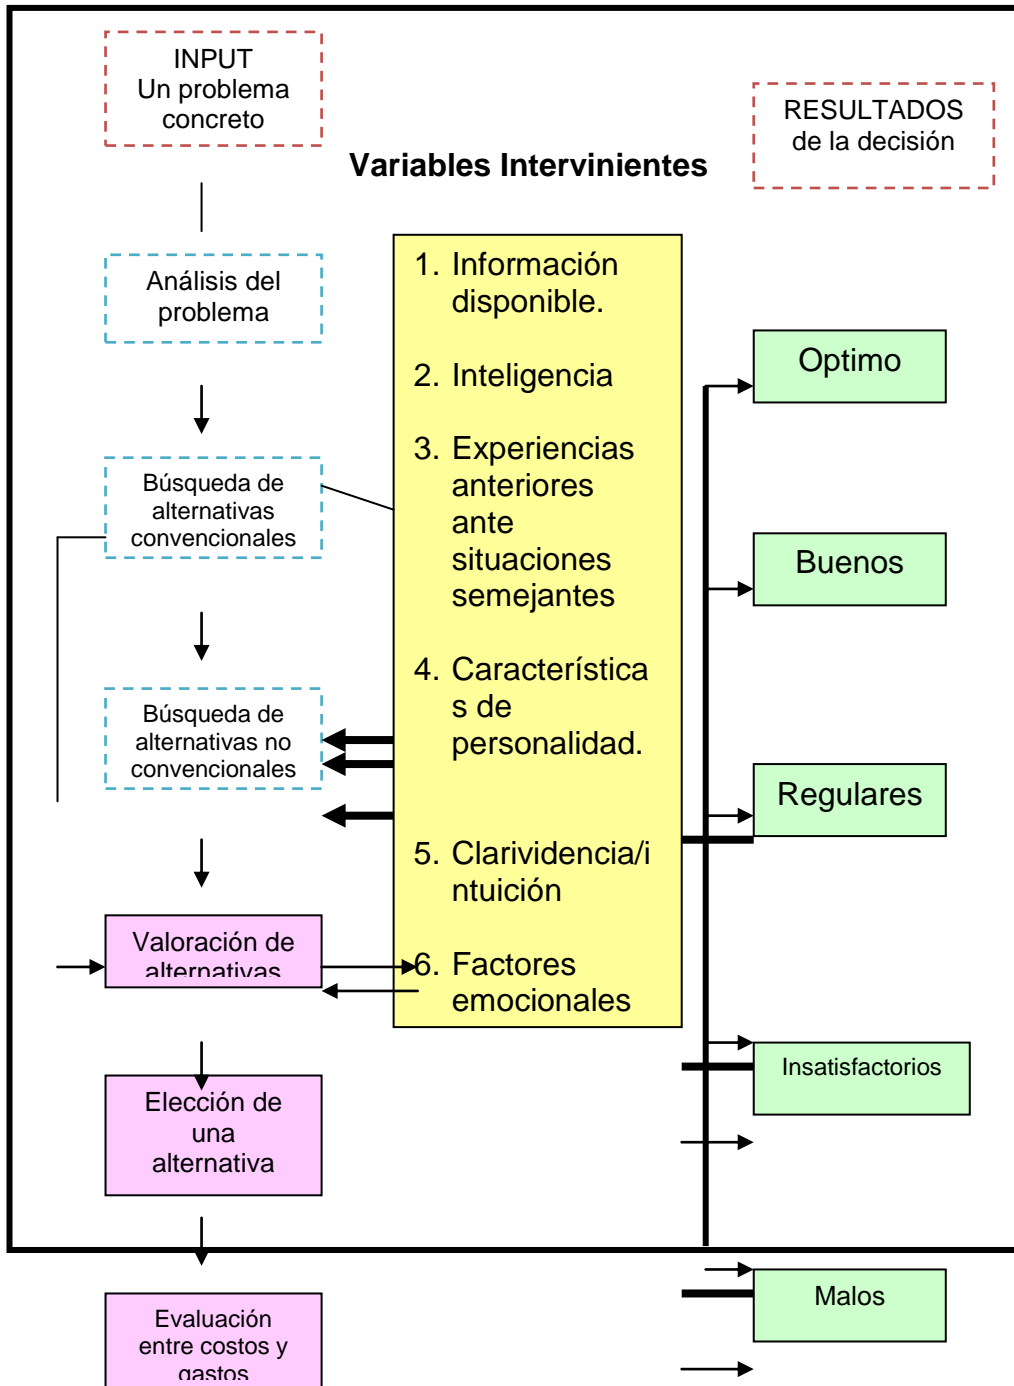 INPUT
Un problema
concreto
RESULTADOS
de la decisión
Variables Intervinientes
Análisis del
problema
Búsqueda de
alternativas
convencionales
Búsqueda de
alternativas no
convencionales
Valoración de
alternativas
Elección de
una
alternativa
Evaluación
entre costos y
gastos
1. Información
disponible.
2. Inteligencia
3. Experiencias
anteriores
ante
situaciones
semejantes
4. Característica
s de
personalidad.
5. Clarividencia/i
ntuición
6. Factores
emocionales
Optimo
Buenos
Regulares
Insatisfactorios
Malos